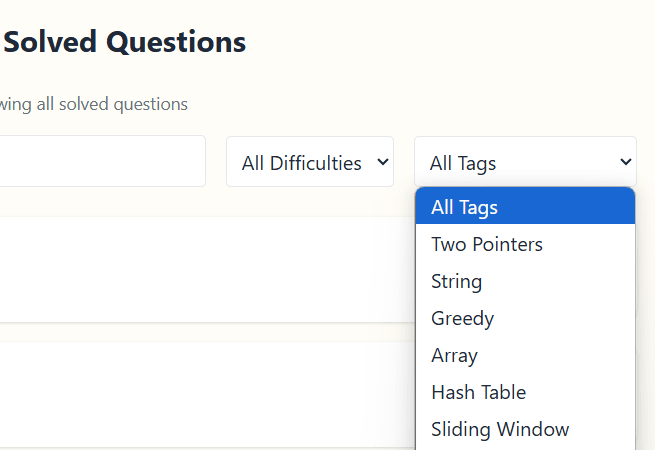 Solved Questions
wing all solved questions
All Difficulties
All Tags
All Tags
Two Pointers
String
Greedy
Array
Hash Table
Sliding Window